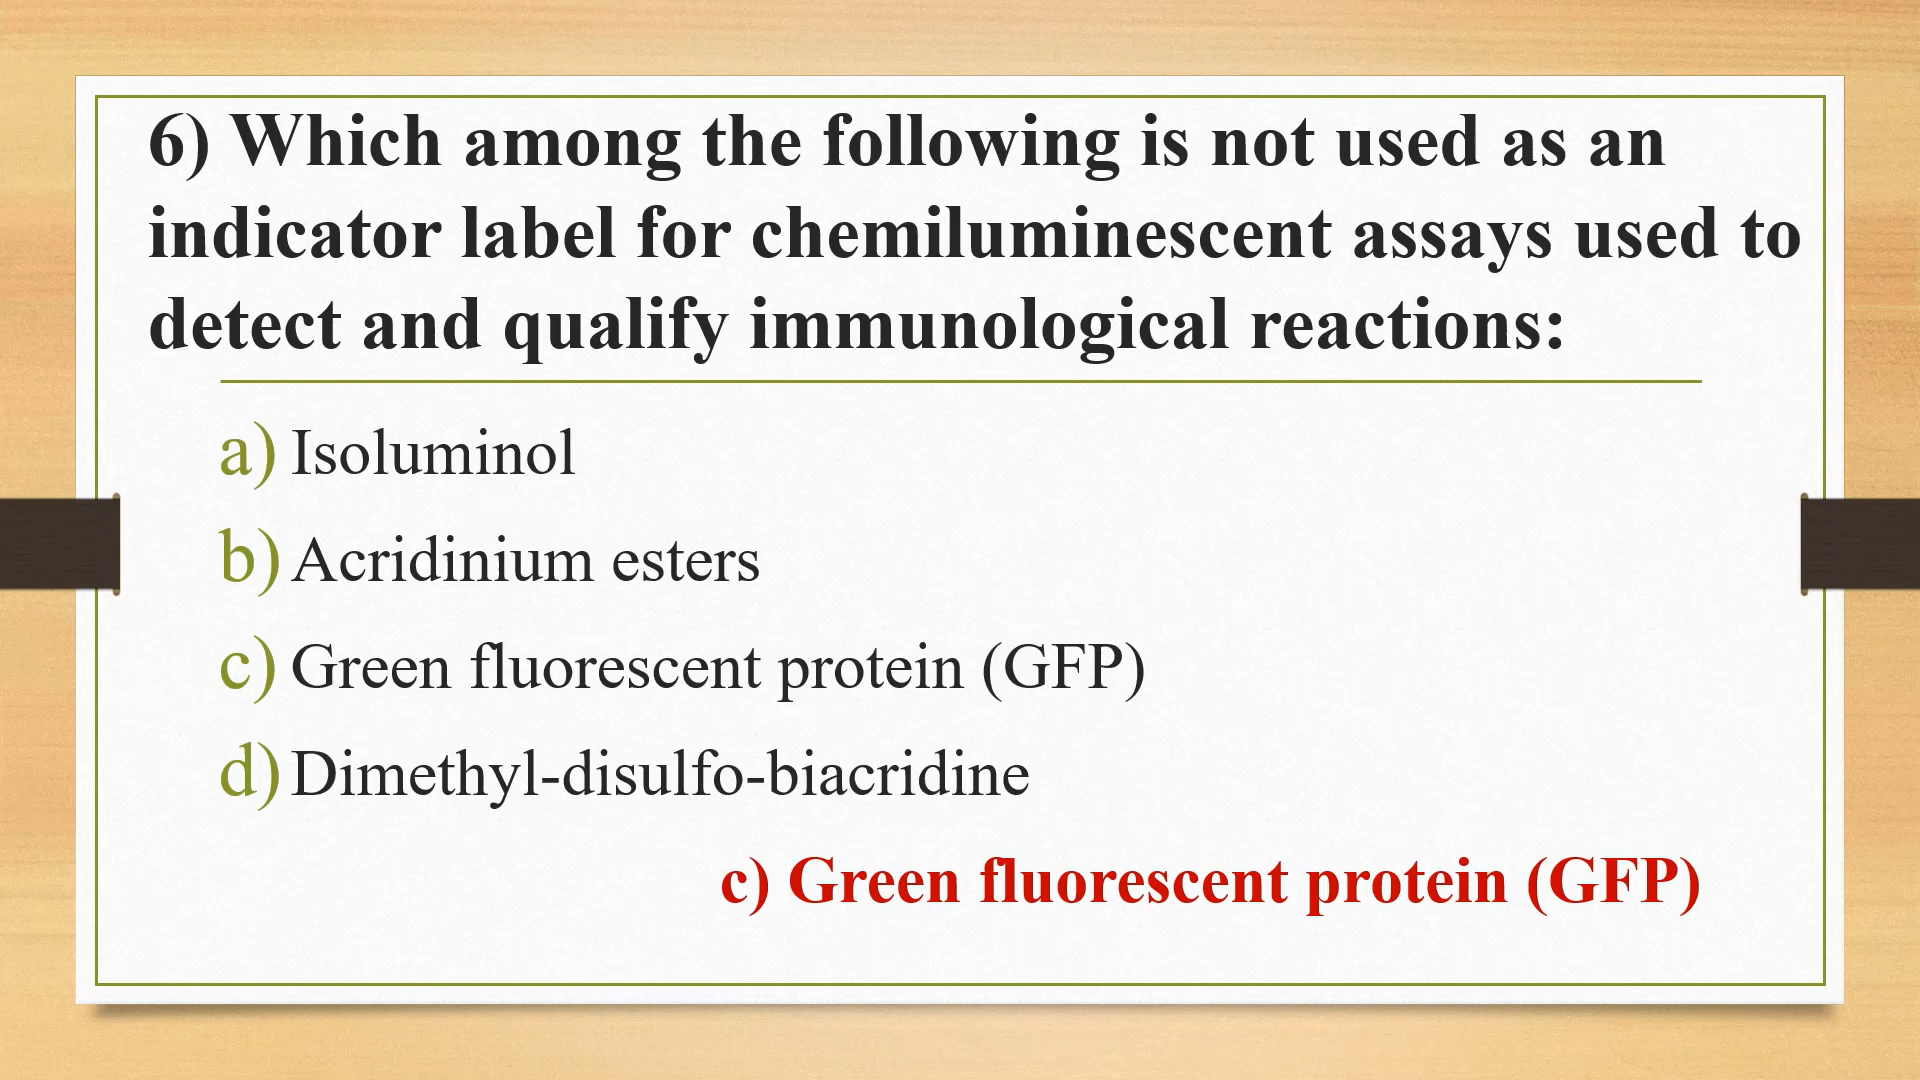 6) Which among the following is not used as an
indicator label for chemiluminescent assays used to
detect and qualify immunological reactions:
a) Isoluminol
b) Acridinium esters
c) Green fluorescent protein (GFP)
d) Dimethyl-disulfo-biacridine
c) Green fluorescent protein (GFP)